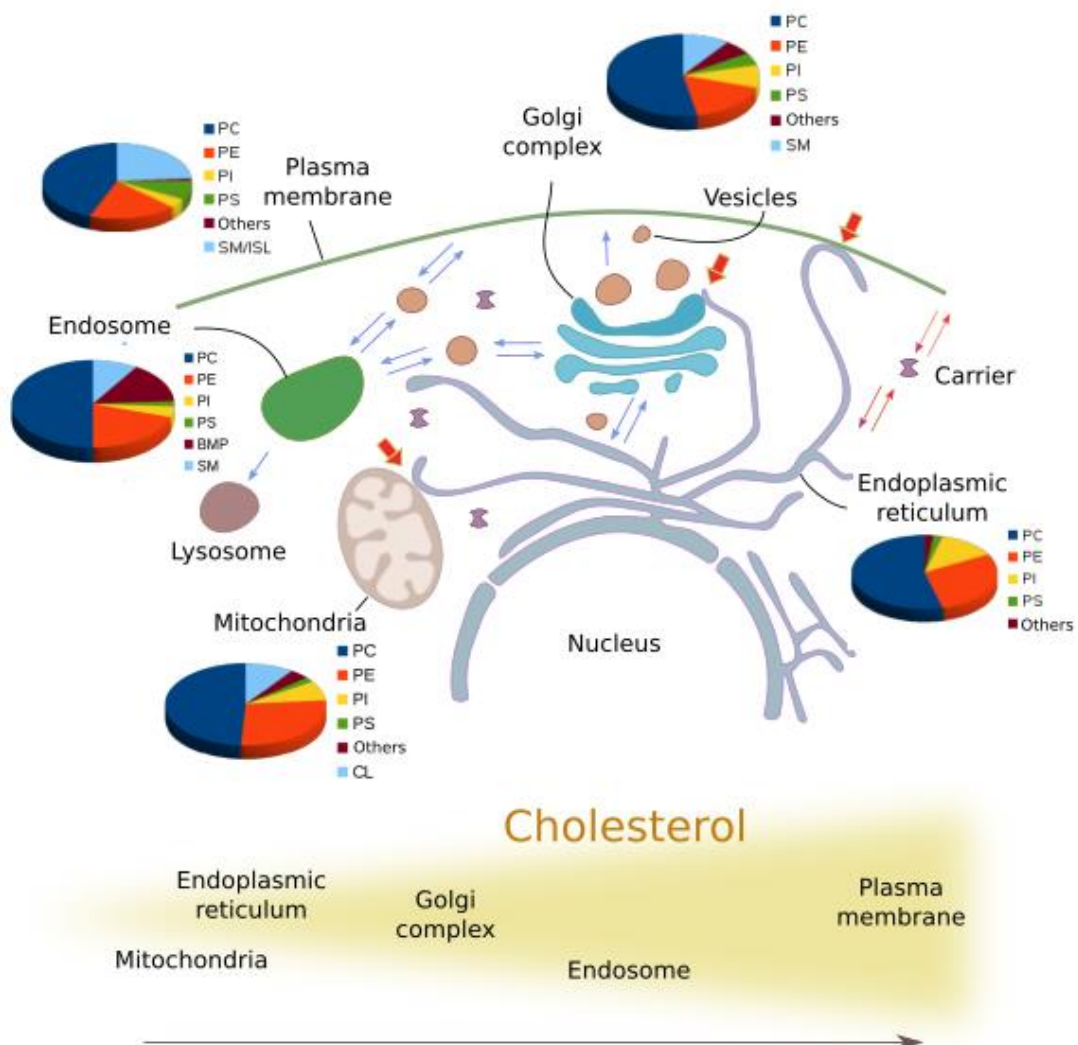 PC
PE
PI
PS
Others
SM
Golgi
complex
PC
PE
PI
PS
Others
SM/ISL
Plasma
membrane
Vesicles
Endosome
PC
PE
PI
PS
BMP
SM
Carrier
Lysosome
Endoplasmic
reticulum
PC
PE
PI
PS
Others
Mitochondria
PC
PE
PI
PS
Others
CL
Nucleus
Cholesterol
Endoplasmic
reticulum
Golgi
complex
Plasma
membrane
Mitochondria
Endosome